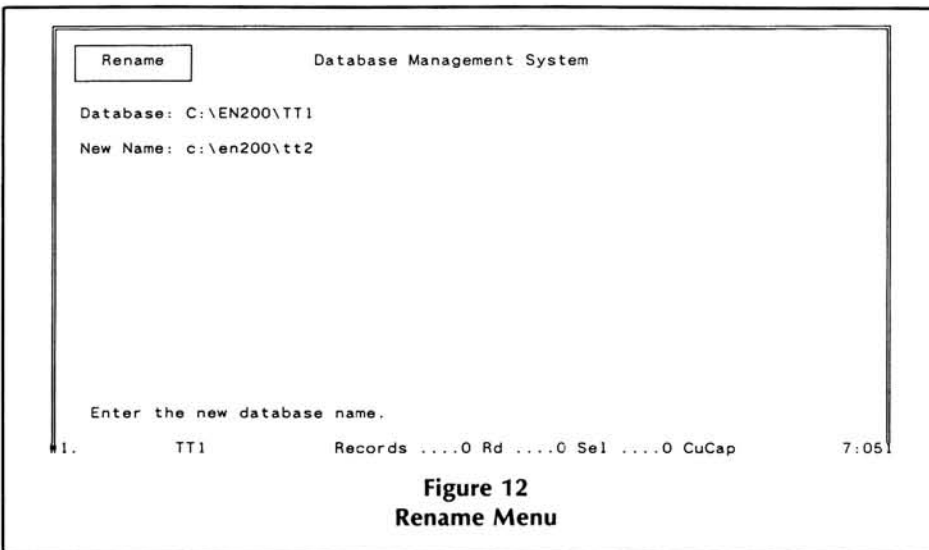 Rename Database Management System
Database: C:\EN200\TT1
New Name: c:\en200\tt2
Enter the new database name.
1. TT1 Records ....0 Rd ....0 Sel ....0 CuCap 7:05
Figure 12
Rename Menu